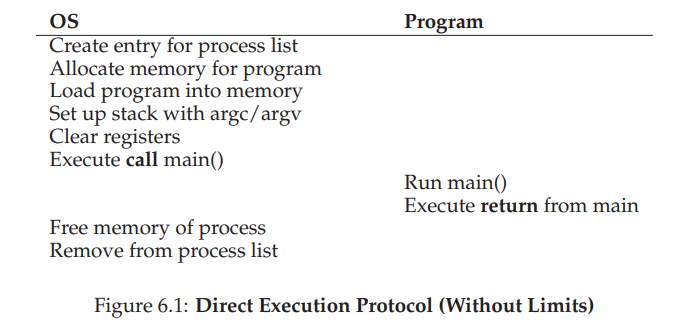 OS Program
Create entry for process list
Allocate memory for program
Load program into memory
Set up stack with argc/argv
Clear registers
Execute call main()
Run main()
Execute return from main
Free memory of process
Remove from process list
Figure 6.1: Direct Execution Protocol (Without Limits)